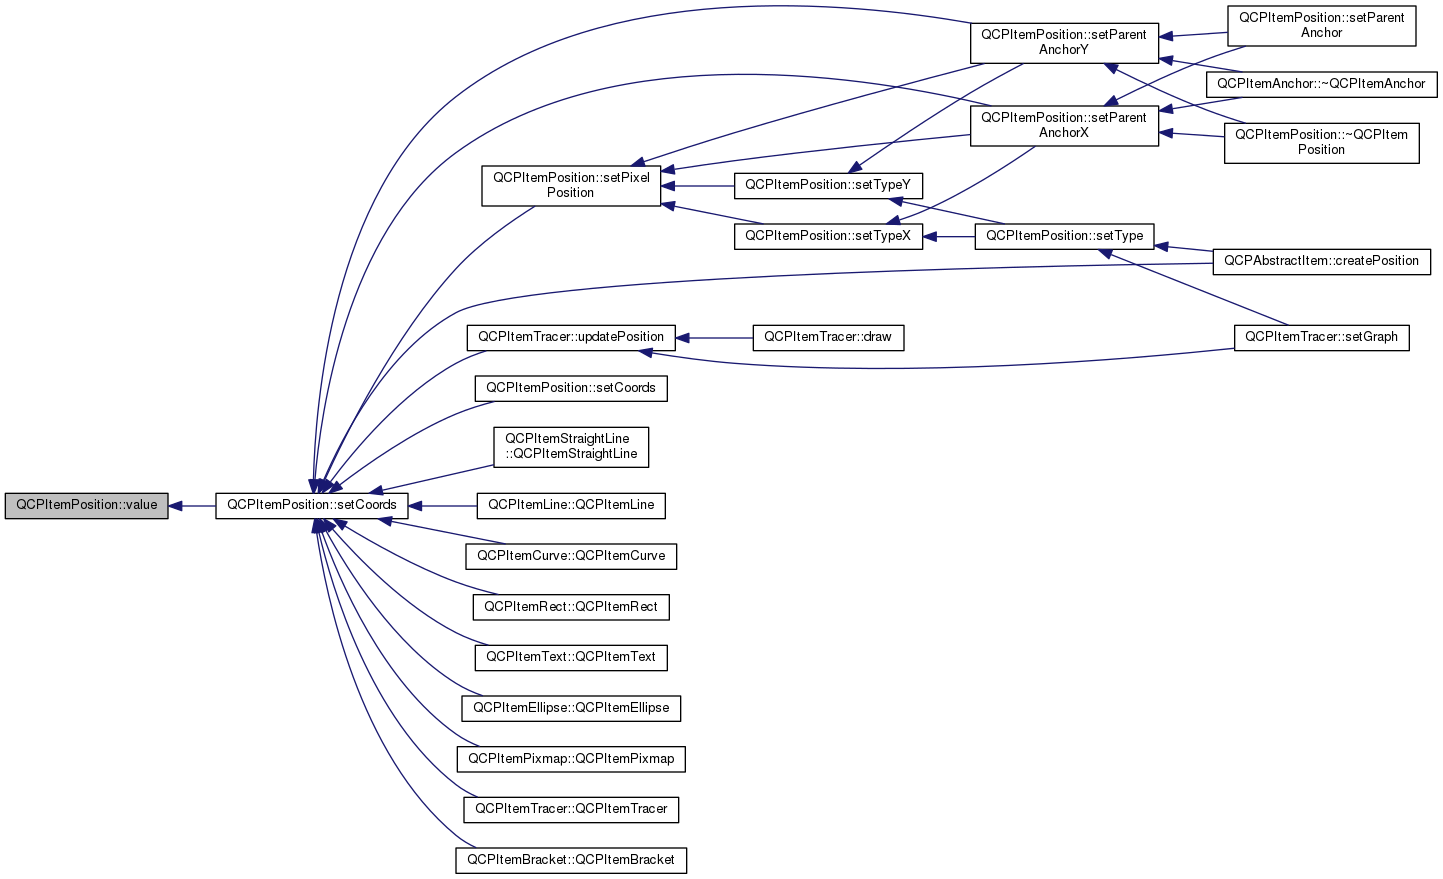 QCPItemPosition::value
QCPItemPosition::setCoords
QCPItemPosition::setParent
AnchorY
QCPItemPosition::setParent
AnchorX
QCPItemPosition::setPixel
Position
QCPItemPosition::setTypeY
QCPItemPosition::setTypeX
QCPItemPosition::setType
QCPItemPosition::setParent
Anchor
QCPItemAnchor::~QCPItemAnchor
QCPItemPosition::~QCPItem
Position
QCPAbstractItem::createPosition
QCPItemTracer::updatePosition
QCPItemTracer::draw
QCPItemTracer::setGraph
QCPItemPosition::setCoords
QCPItemStraightLine
::QCPItemStraightLine
QCPItemLine::QCPItemLine
QCPItemCurve::QCPItemCurve
QCPItemRect::QCPItemRect
QCPItemText::QCPItemText
QCPItemEllipse::QCPItemEllipse
QCPItemPixmap::QCPItemPixmap
QCPItemTracer::QCPItemTracer
QCPItemBracket::QCPItemBracket